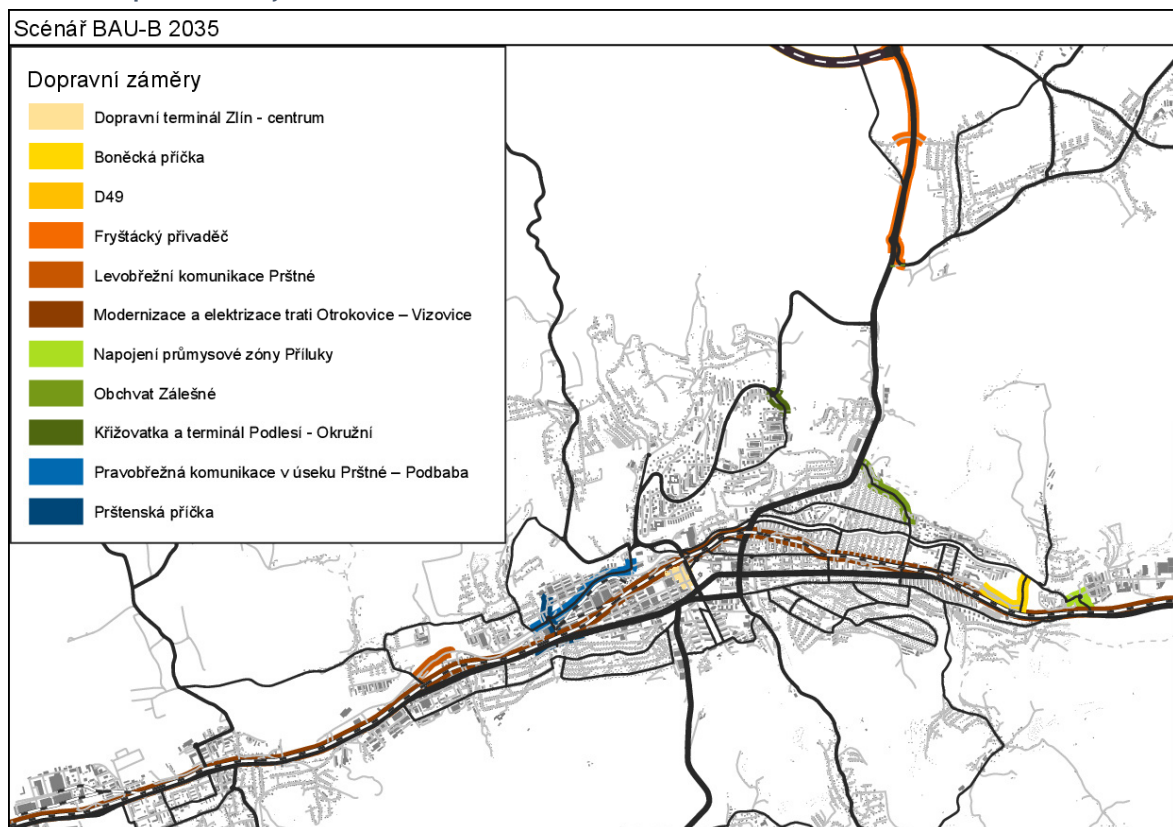 Scénář BAU-B 2035
Dopravní záměry
Dopravní terminál Zlín - centrum
Boněcká příčka
D49
Fryštácký přivaděč
Levobřežní komunikace Prštné
Modernizace a elektrizace trati Otrokovice – Vizovice
Napojení průmysové zóny Příluky
Obchvat Zálešné
Křižovatka a terminál Podlesí - Okružní
Pravobřežná komunikace v úseku Prštné – Podbaba
Prštenská příčka